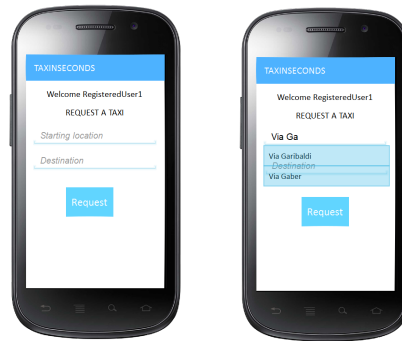 TAXINSECONDS
Welcome RegisteredUser1
REQUEST A TAXI
Starting location
Destination
Request
TAXINSECONDS
Welcome RegisteredUser1
REQUEST A TAXI
Via Ga
Via Garibaldi
Destination
Via Gaber
Request